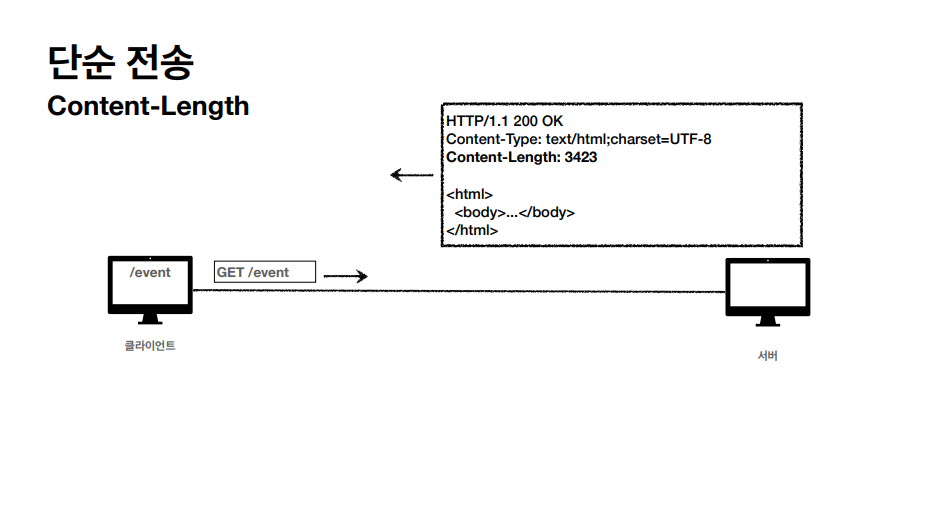 단순 전송
Content-Length
HTTP/1.1 200 OK
Content-Type: text/html;charset=UTF-8
Content-Length: 3423
<html>
<body>...</body>
</html>
/event
GET /event
클라이언트
서버